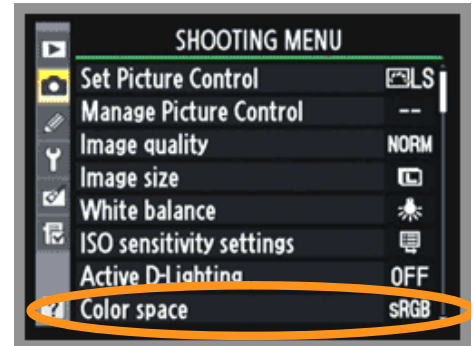 SHOOTING MENU
Set Picture Control LS
Manage Picture Control --
Image quality NORM
Image size L
White balance
ISO sensitivity settings
Active D-Lighting OFF
Color space sRGB
?